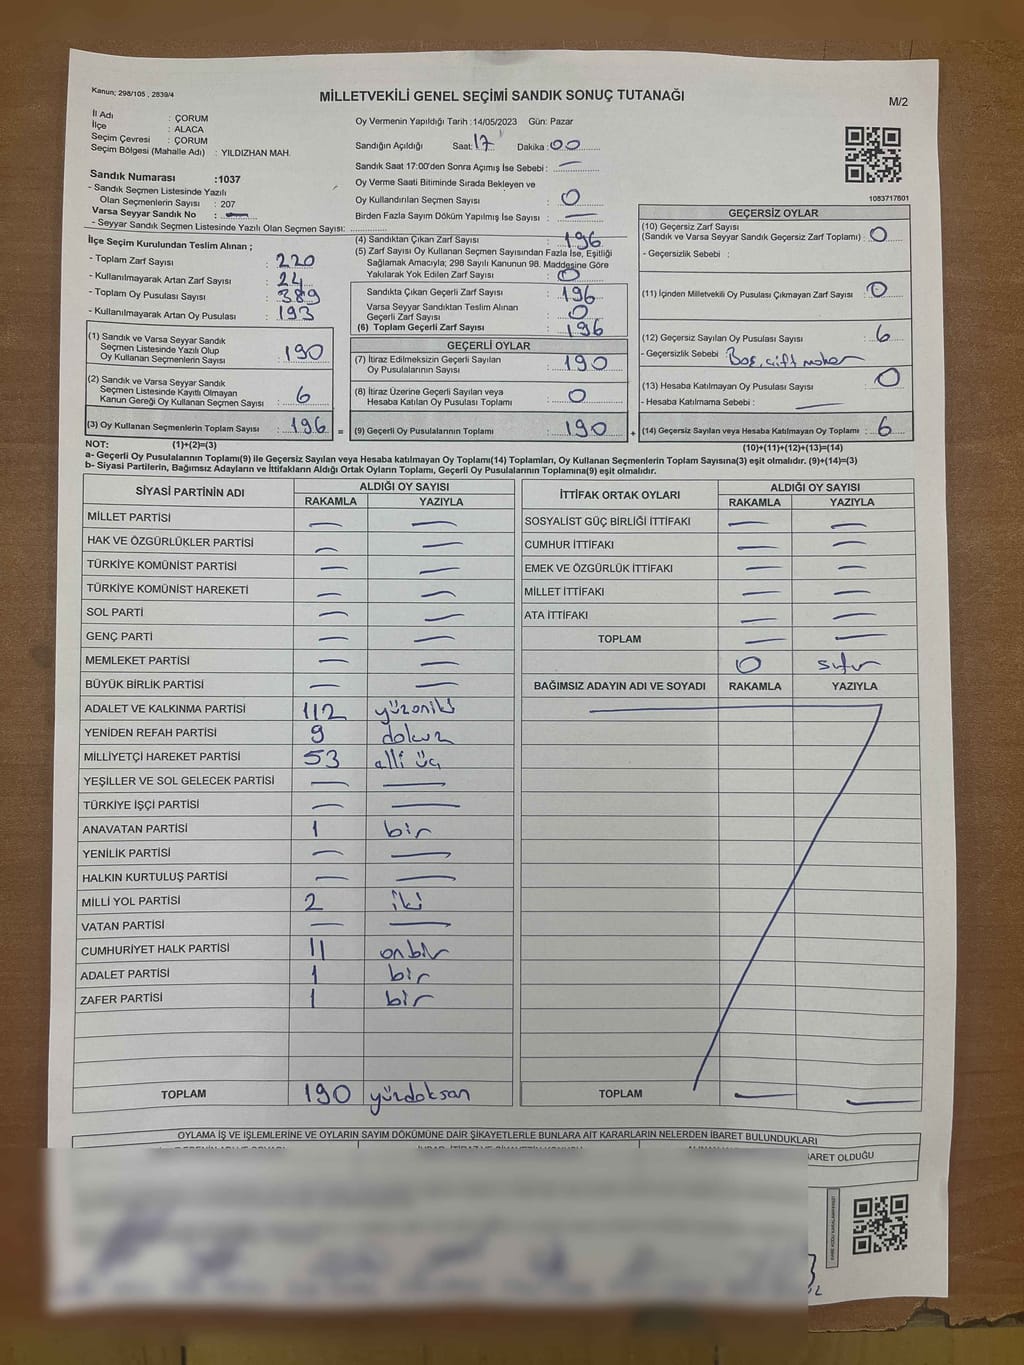 Kanun; 298/105 , 2839/4
MİLLETVEKİLİ GENEL SEÇİMİ SANDIK SONUÇ TUTANAĞI
M/2
İl Adı : ÇORUM
İlçe : ALACA
Seçim Çevresi : ÇORUM
Seçim Bölgesi (Mahalle Adı) : YILDIZHAN MAH.
Sandık Numarası :1037
- Sandık Seçmen Listesinde Yazılı
Olan Seçmenlerin Sayısı : 207
Varsa Seyyar Sandık No : —
- Seyyar Sandık Seçmen Listesinde Yazılı Olan Seçmen Sayısı:
Oy Vermenin Yapıldığı Tarih :14/05/2023 Gün: Pazar
Sandığın Açıldığı Saat: 17 Dakika: 00
Sandık Saat 17:00'den Sonra Açımış İse Sebebi : —
Oy Verme Saati Bitiminde Sırada Bekleyen ve
Oy Kullandırılan Seçmen Sayısı : 0
Birden Fazla Sayım Döküm Yapılmış İse Sayısı : —
1083717601
İlçe Seçim Kurulundan Teslim Alınan ;
- Toplam Zarf Sayısı : 220
- Kullanılmayarak Artan Zarf Sayısı : 24
- Toplam Oy Pusulası Sayısı : 389
- Kullanılmayarak Artan Oy Pusulası : 193
(1) Sandık ve Varsa Seyyar Sandık
Seçmen Listesinde Yazılı Olup
Oy Kullanan Seçmenlerin Sayısı : 190
(2) Sandık ve Varsa Seyyar Sandık
Seçmen Listesinde Kayıtlı Olmayan
Kanun Gereği Oy Kullanan Seçmen Sayısı : 6
(3) Oy Kullanan Seçmenlerin Toplam Sayısı : 196 =
(4) Sandıktan Çıkan Zarf Sayısı : 196
(5) Zarf Sayısı Oy Kullanan Seçmen Sayısından Fazla İse, Eşitliği
Sağlamak Amacıyla; 298 Sayılı Kanunun 98. Maddesine Göre
Yakılarak Yok Edilen Zarf Sayısı : 0
Sandıkta Çıkan Geçerli Zarf Sayısı : 196
Varsa Seyyar Sandıktan Teslim Alınan
Geçerli Zarf Sayısı : 0
(6) Toplam Geçerli Zarf Sayısı : 196
GEÇERLİ OYLAR
(7) İtiraz Edilmeksizin Geçerli Sayılan
Oy Pusulalarının Sayısı : 190
(8) İtiraz Üzerine Geçerli Sayılan veya
Hesaba Katılan Oy Pusulası Toplamı : 0
(9) Geçerli Oy Pusulalarının Toplamı : 190 +
GEÇERSİZ OYLAR
(10) Geçersiz Zarf Sayısı
(Sandık ve Varsa Seyyar Sandık Geçersiz Zarf Toplamı) : 0
- Geçersizlik Sebebi :
(11) İçinden Milletvekili Oy Pusulası Çıkmayan Zarf Sayısı : 0
(12) Geçersiz Sayılan Oy Pusulası Sayısı : 6
- Geçersizlik Sebebi : Boş, çift mühür
(13) Hesaba Katılmayan Oy Pusulası Sayısı : 0
- Hesaba Katılmama Sebebi : —
(14) Geçersiz Sayılan veya Hesaba Katılmayan Oy Toplamı : 6
NOT: (1)+(2)=(3) (10)+(11)+(12)+(13)=(14)
a- Geçerli Oy Pusulalarının Toplamı(9) ile Geçersiz Sayılan veya Hesaba katılmayan Oy Toplamı(14) Toplamları, Oy Kullanan Seçmenlerin Toplam Sayısına(3) eşit olmalıdır. (9)+(14)=(3)
b- Siyasi Partilerin, Bağımsız Adayların ve İttifakların Aldığı Ortak Oyların Toplamı, Geçerli Oy Pusulalarının Toplamına(9) eşit olmalıdır.
SİYASİ PARTİNİN ADI ALDIĞI OY SAYISI
RAKAMLA YAZIYLA
MİLLET PARTİSİ — —
HAK VE ÖZGÜRLÜKLER PARTİSİ — —
TÜRKİYE KOMÜNİST PARTİSİ — —
TÜRKİYE KOMÜNİST HAREKETİ — —
SOL PARTİ — —
GENÇ PARTİ — —
MEMLEKET PARTİSİ — —
BÜYÜK BİRLİK PARTİSİ — —
ADALET VE KALKINMA PARTİSİ 112 yüzoniki
YENİDEN REFAH PARTİSİ 9 dokuz
MİLLİYETÇİ HAREKET PARTİSİ 53 elli üç
YEŞİLLER VE SOL GELECEK PARTİSİ — —
TÜRKİYE İŞÇİ PARTİSİ — —
ANAVATAN PARTİSİ 1 bir
YENİLİK PARTİSİ — —
HALKIN KURTULUŞ PARTİSİ — —
MİLLİ YOL PARTİSİ 2 iki
VATAN PARTİSİ — —
CUMHURİYET HALK PARTİSİ 11 onbir
ADALET PARTİSİ 1 bir
ZAFER PARTİSİ 1 bir
TOPLAM 190 yüzdoksan
İTTİFAK ORTAK OYLARI ALDIĞI OY SAYISI
RAKAMLA YAZIYLA
SOSYALİST GÜÇ BİRLİĞİ İTTİFAKI — —
CUMHUR İTTİFAKI — —
EMEK VE ÖZGÜRLÜK İTTİFAKI — —
MİLLET İTTİFAKI — —
ATA İTTİFAKI — —
TOPLAM — —
0 sıfır
BAĞIMSIZ ADAYIN ADI VE SOYADI RAKAMLA YAZIYLA
TOPLAM — —
OYLAMA İŞ VE İŞLEMLERİNE VE OYLARIN SAYIM DÖKÜMÜNE DAİR ŞİKAYETLERLE BUNLARA AİT KARARLARIN NELERDEN İBARET BULUNDUKLARI
BARET OLDUĞU